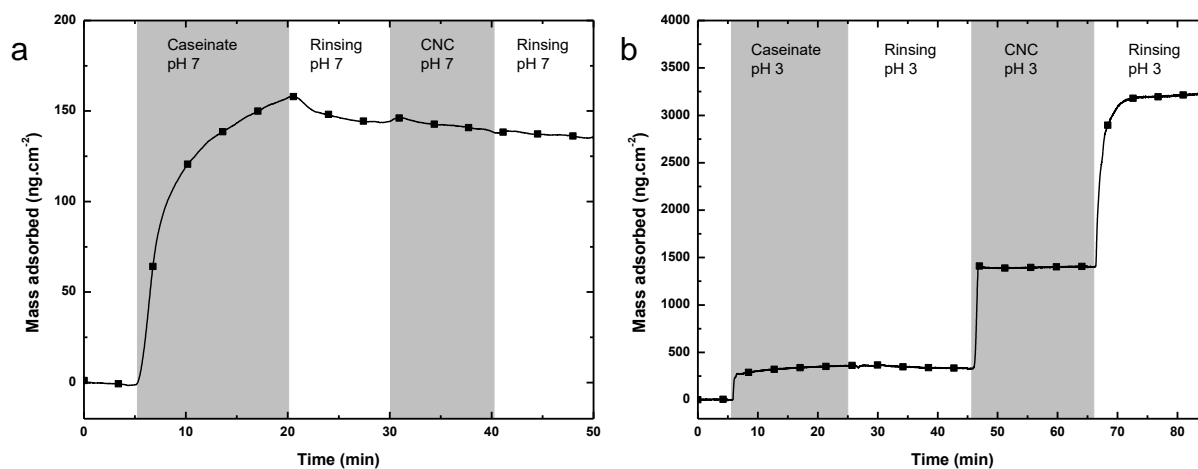 a
Caseinate
pH 7
Rinsing
pH 7
CNC
pH 7
Rinsing
pH 7
200
150
100
50
0
Mass adsorbed (ng.cm-2)
0 10 20 30 40 50
Time (min)
b
Caseinate
pH 3
Rinsing
pH 3
CNC
pH 3
Rinsing
pH 3
4000
3500
3000
2500
2000
1500
1000
500
0
Mass adsorbed (ng.cm-2)
0 10 20 30 40 50 60 70 80
Time (min)